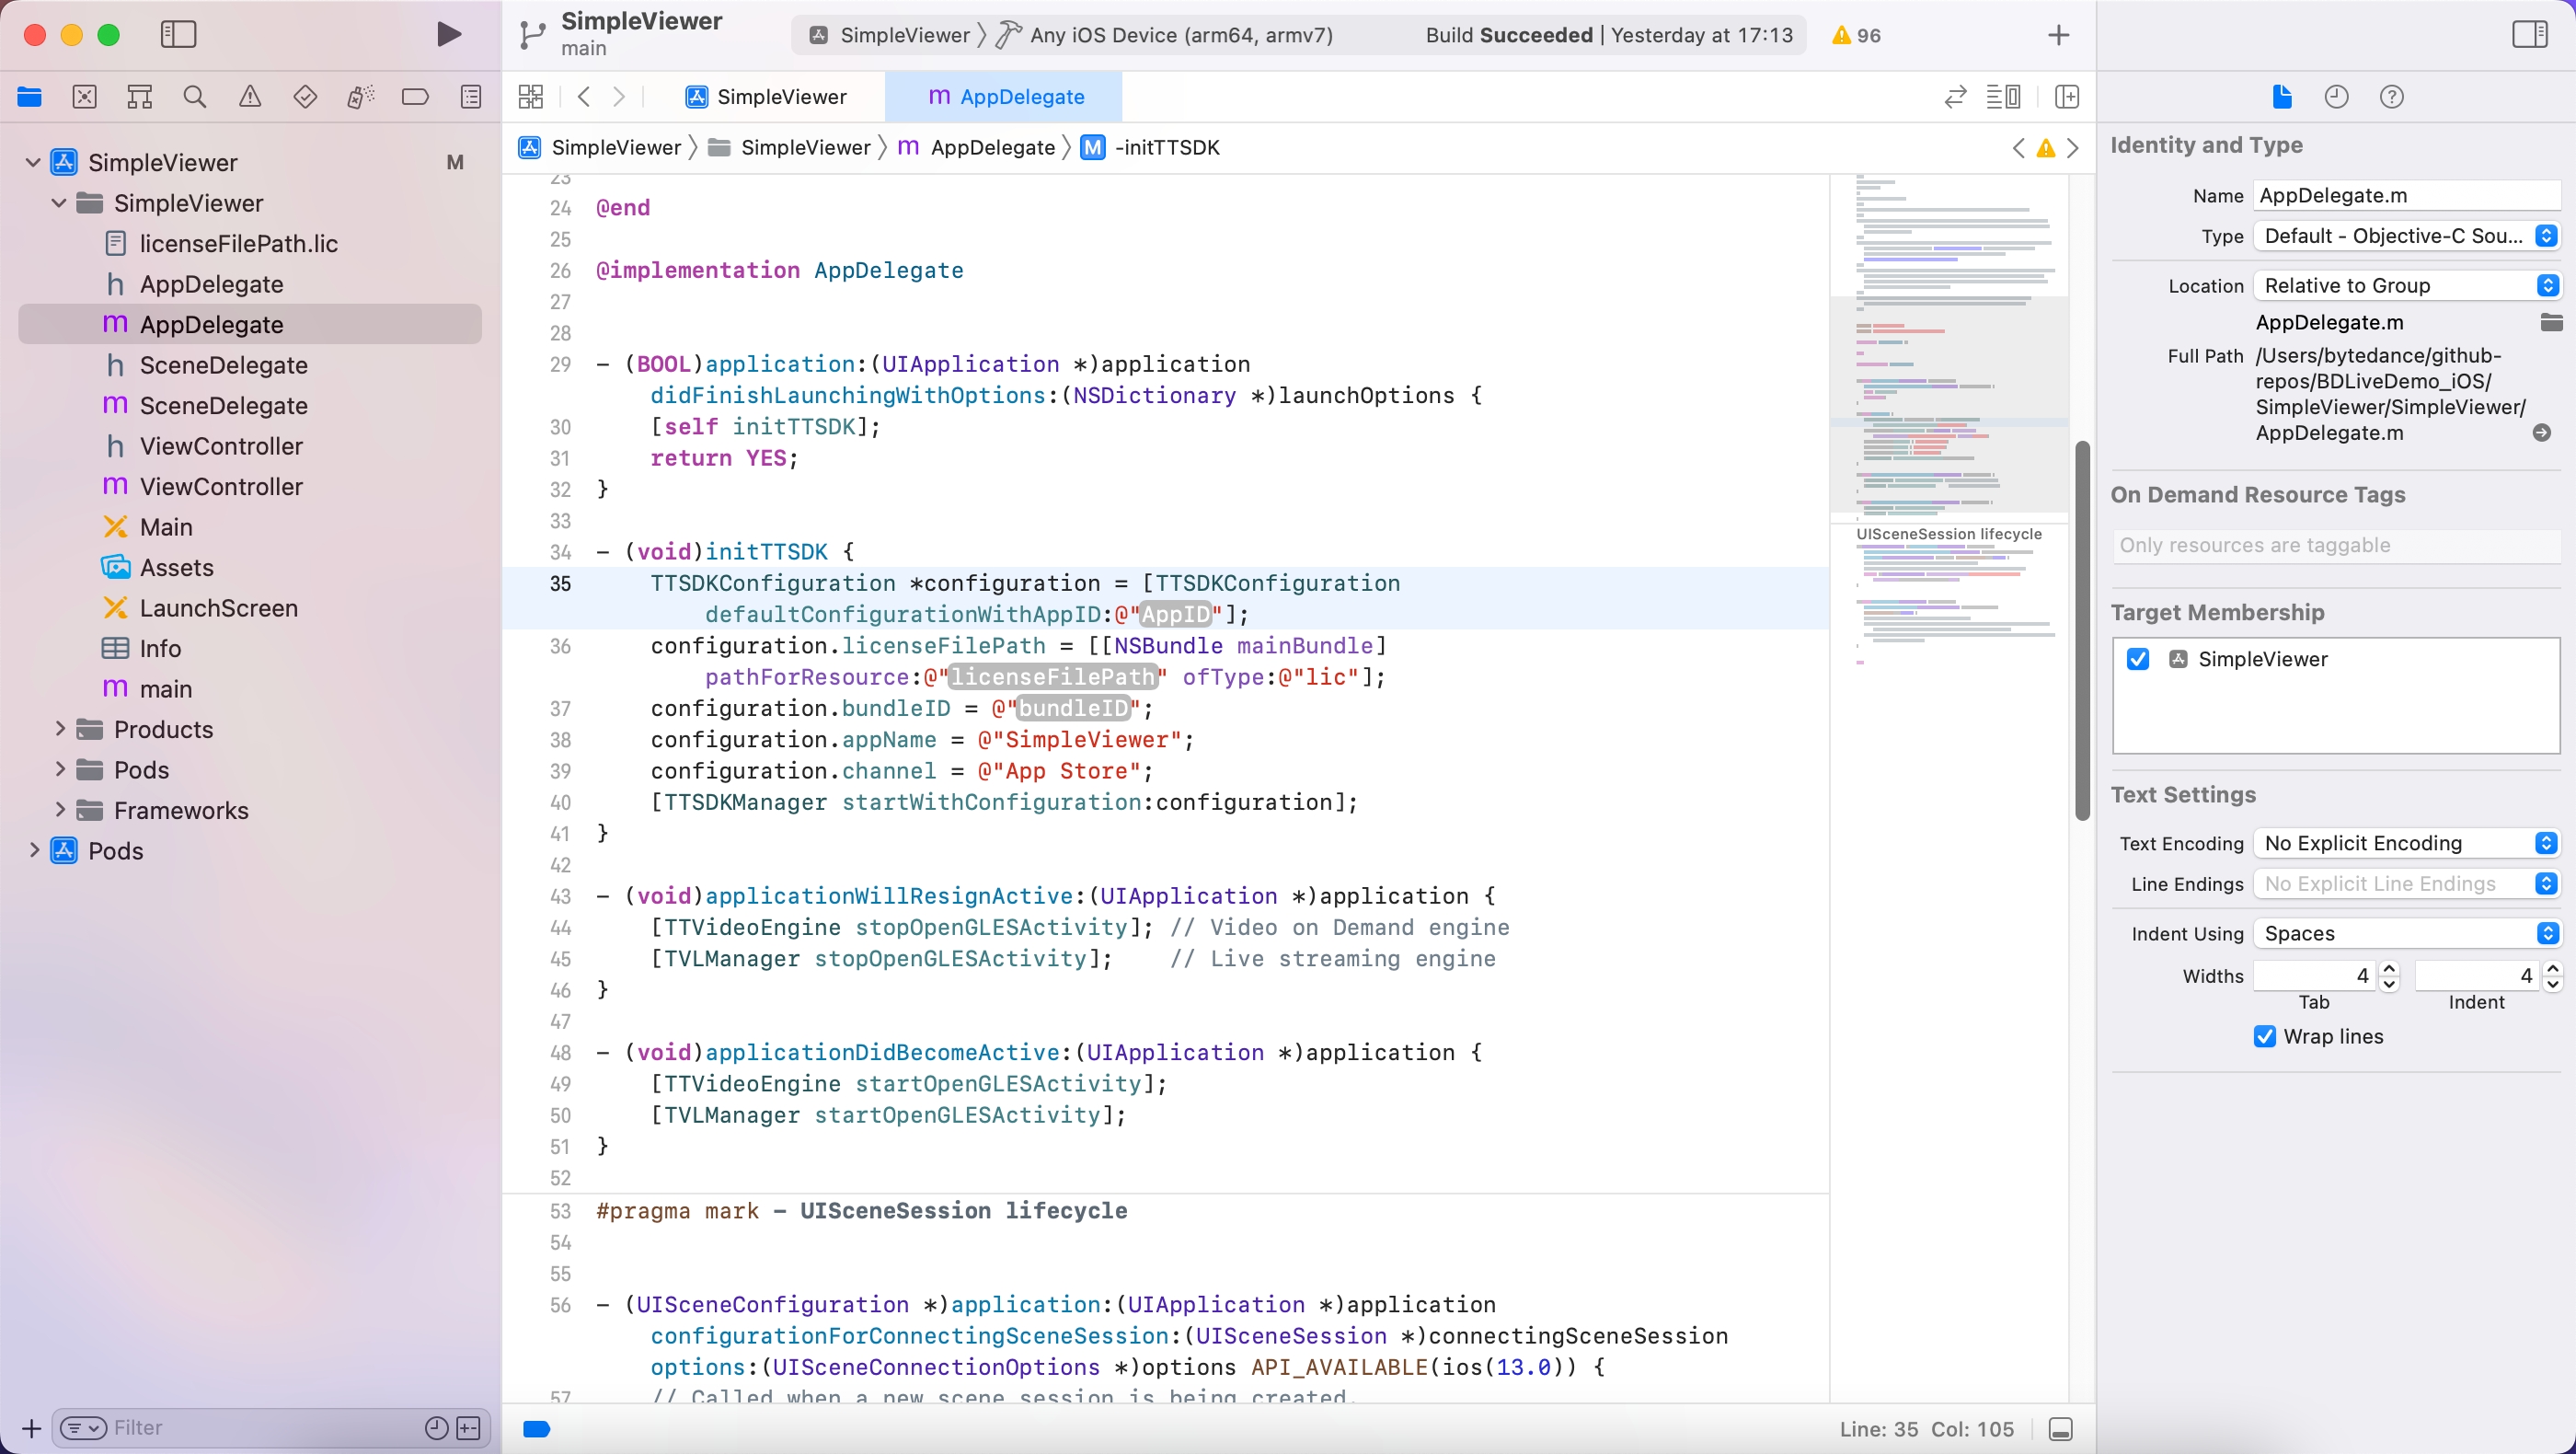 SimpleViewer
main
SimpleViewer
Any iOS Device (arm64, armv7)
Build Succeeded | Yesterday at 17:13
96
SimpleViewer
AppDelegate
SimpleViewer
SimpleViewer
AppDelegate
M -initTTSDK
SimpleViewer M
SimpleViewer
licenseFilePath.lic
h AppDelegate
m AppDelegate
h SceneDelegate
m SceneDelegate
h ViewController
m ViewController
Main
Assets
LaunchScreen
Info
m main
Products
Pods
Frameworks
Pods
Filter
23
24 @end
25
26 @implementation AppDelegate
27
28
29 - (BOOL)application:(UIApplication *)application
didFinishLaunchingWithOptions:(NSDictionary *)launchOptions {
30 [self initTTSDK];
31 return YES;
32 }
33
34 - (void)initTTSDK {
35 TTSDKConfiguration *configuration = [TTSDKConfiguration
defaultConfigurationWithAppID:@"AppID"];
36 configuration.licenseFilePath = [[NSBundle mainBundle]
pathForResource:@"licenseFilePath" ofType:@"lic"];
37 configuration.bundleID = @"bundleID";
38 configuration.appName = @"SimpleViewer";
39 configuration.channel = @"App Store";
40 [TTSDKManager startWithConfiguration:configuration];
41 }
42
43 - (void)applicationWillResignActive:(UIApplication *)application {
44 [TTVideoEngine stopOpenGLESActivity]; // Video on Demand engine
45 [TVLManager stopOpenGLESActivity]; // Live streaming engine
46 }
47
48 - (void)applicationDidBecomeActive:(UIApplication *)application {
49 [TTVideoEngine startOpenGLESActivity];
50 [TVLManager startOpenGLESActivity];
51 }
52
53 #pragma mark - UISceneSession lifecycle
54
55
56 - (UISceneConfiguration *)application:(UIApplication *)application
configurationForConnectingSceneSession:(UISceneSession *)connectingSceneSession
options:(UISceneConnectionOptions *)options API_AVAILABLE(ios(13.0)) {
57 // Called when a new scene session is being created.
UISceneSession lifecycle
Line: 35 Col: 105
Identity and Type
Name AppDelegate.m
Type Default - Objective-C Sou...
Location Relative to Group
AppDelegate.m
Full Path /Users/bytedance/github-
repos/BDLiveDemo_iOS/
SimpleViewer/SimpleViewer/
AppDelegate.m
On Demand Resource Tags
Only resources are taggable
Target Membership
SimpleViewer
Text Settings
Text Encoding No Explicit Encoding
Line Endings No Explicit Line Endings
Indent Using Spaces
Widths 4 4
Tab Indent
Wrap lines